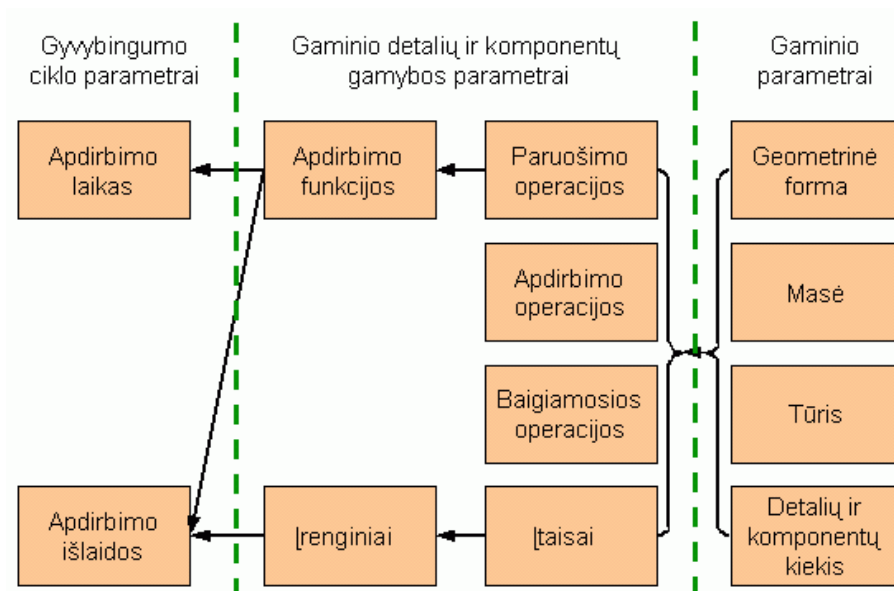 Gyvybingumo
ciklo parametrai
Gaminio detalių ir komponentų
gamybos parametrai
Gaminio
parametrai
Apdirbimo
laikas
Apdirbimo
funkcijos
Paruošimo
operacijos
Geometrinė
forma
Apdirbimo
operacijos
Masė
Baigiamosios
operacijos
Tūris
Apdirbimo
išlaidos
Įrenginiai
Įtaisai
Detalių ir
komponentų
kiekis